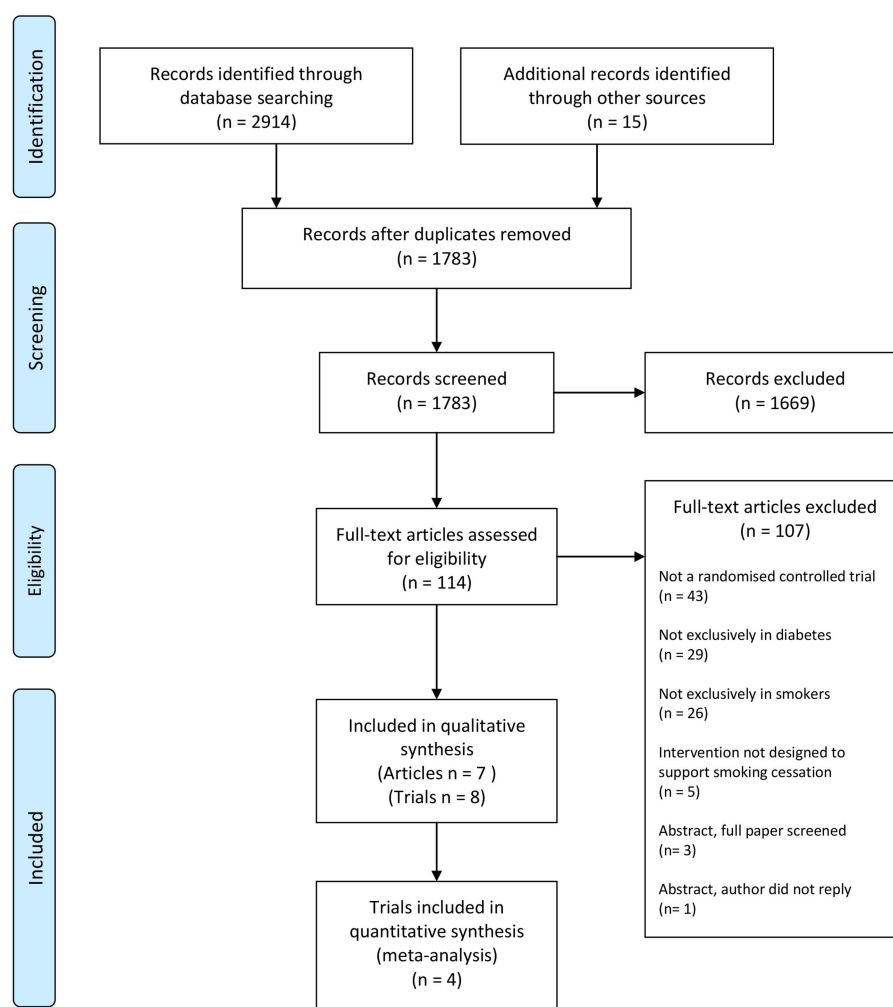 Identification
Records identified through
database searching
(n = 2914)
Additional records identified
through other sources
(n = 15)
Screening
Records after duplicates removed
(n = 1783)
Records screened
(n = 1783)
Records excluded
(n = 1669)
Eligibility
Full-text articles assessed
for eligibility
(n = 114)
Full-text articles excluded
(n = 107)
Not a randomised controlled trial
(n = 43)
Not exclusively in diabetes
(n = 29)
Not exclusively in smokers
(n = 26)
Intervention not designed to
support smoking cessation
(n = 5)
Abstract, full paper screened
(n= 3)
Abstract, author did not reply
(n= 1)
Included
Included in qualitative
synthesis
(Articles n = 7 )
(Trials n = 8)
Trials included in
quantitative synthesis
(meta-analysis)
(n = 4)